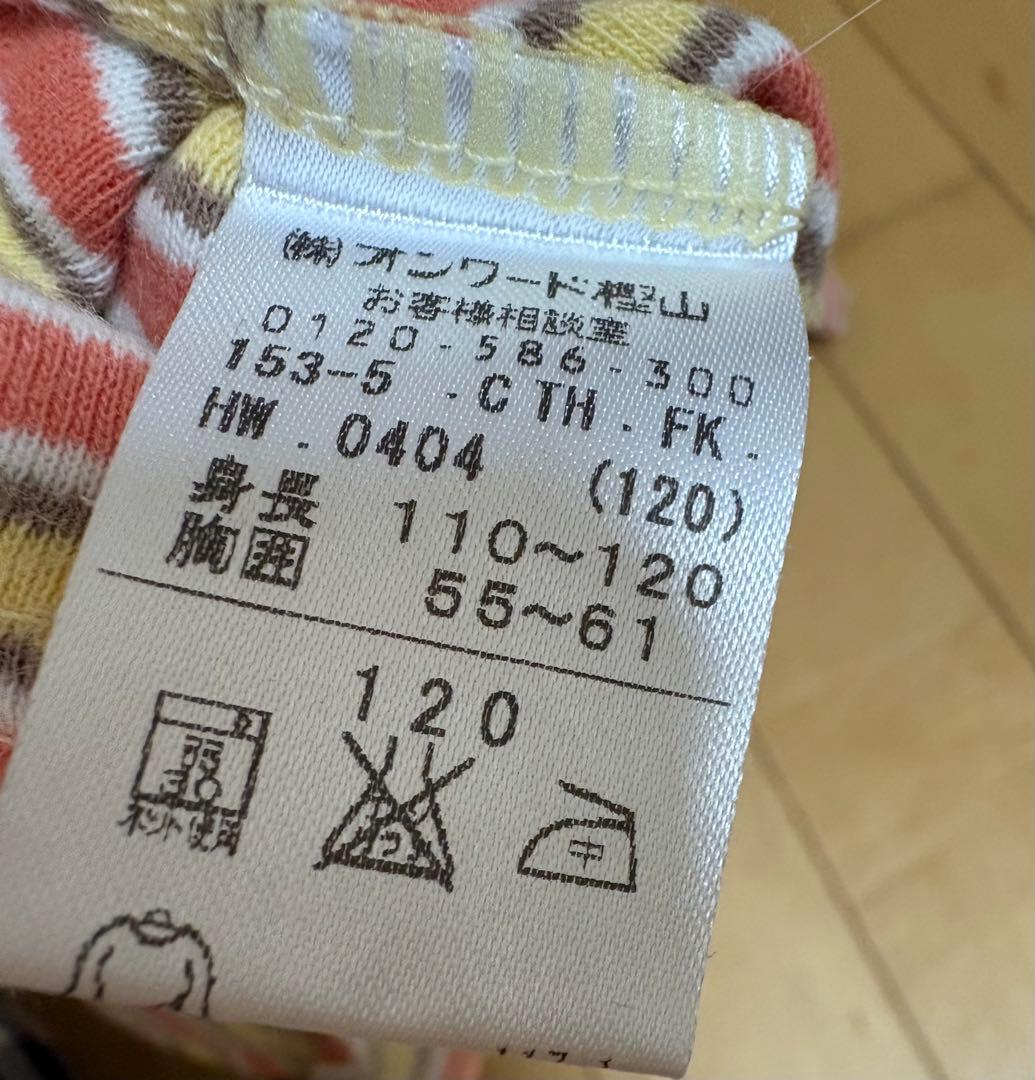 ㈱オンワード樫山
お客様相談室
0120-586-300
153-5 .CTH.FK.
HW.0404 (120)
身長 110〜120
胸囲 55〜61
120
弱
ネット使用
中